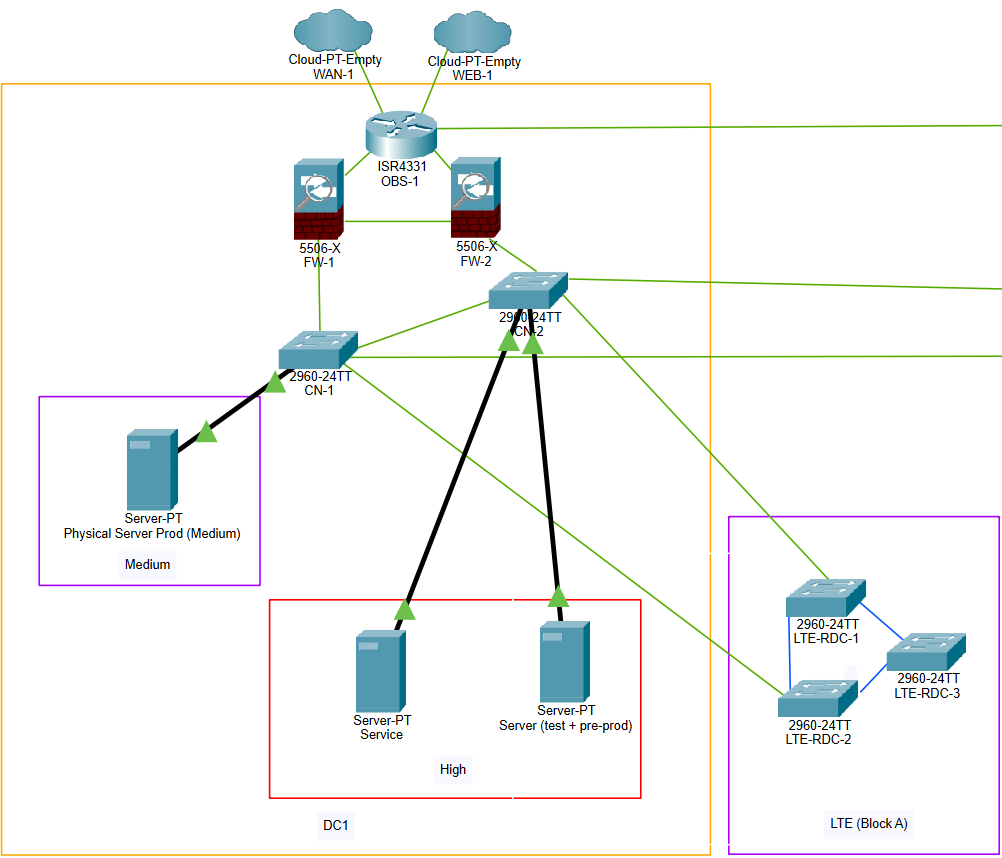 Cloud-PT-Empty
WAN-1
Cloud-PT-Empty
WEB-1
ISR4331
OBS-1
5506-X
FW-1
5506-X
FW-2
2960-24TT
CN-2
2960-24TT
CN-1
Server-PT
Physical Server Prod (Medium)
Medium
2960-24TT
LTE-RDC-1
2960-24TT
LTE-RDC-3
2960-24TT
LTE-RDC-2
Server-PT
Service
Server-PT
Server (test + pre-prod)
High
DC1
LTE (Block A)